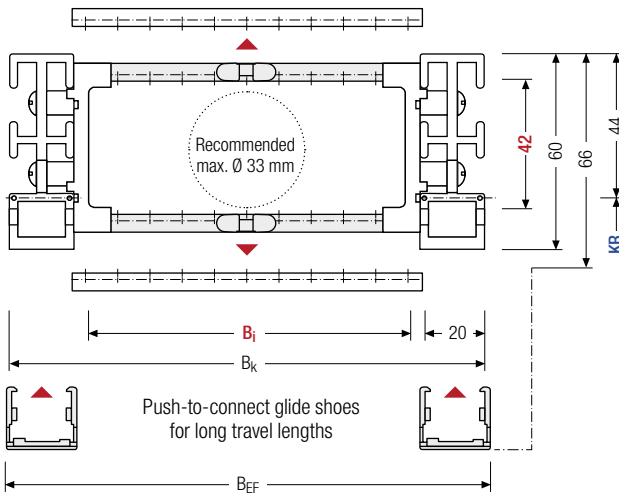 Recommended
max. Ø 33 mm
42
60
66
44
KR
Bi
20
Bk
Push-to-connect glide shoes
for long travel lengths
BEF